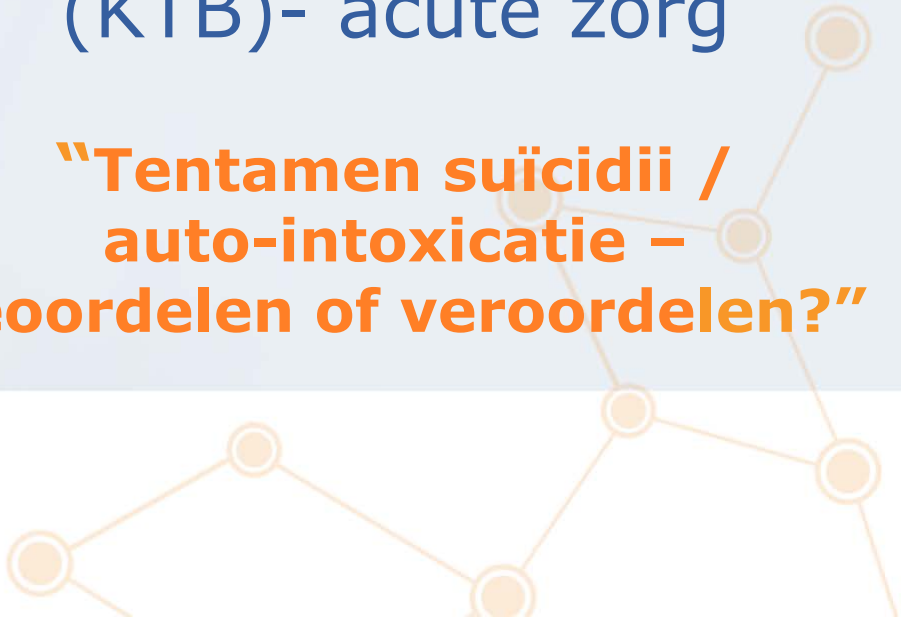 (KTB)- acute zorg
“Tentamen suïcidii /
auto-intoxicatie –
eoordelen of veroordelen?”